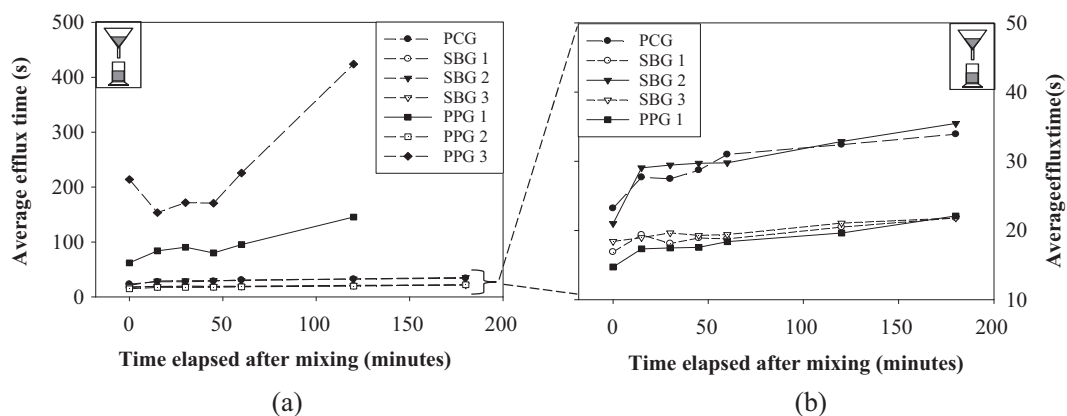 500
400
300
200
100
0
Average efflux time (s)
PCG
SBG 1
SBG 2
SBG 3
PPG 1
PPG 2
PPG 3
0 50 100 150 200
Time elapsed after mixing (minutes)
(a)
PCG
SBG 1
SBG 2
SBG 3
PPG 1
50
40
30
20
10
Averageeffluxtime(s)
0 50 100 150 200
Time elapsed after mixing (minutes)
(b)